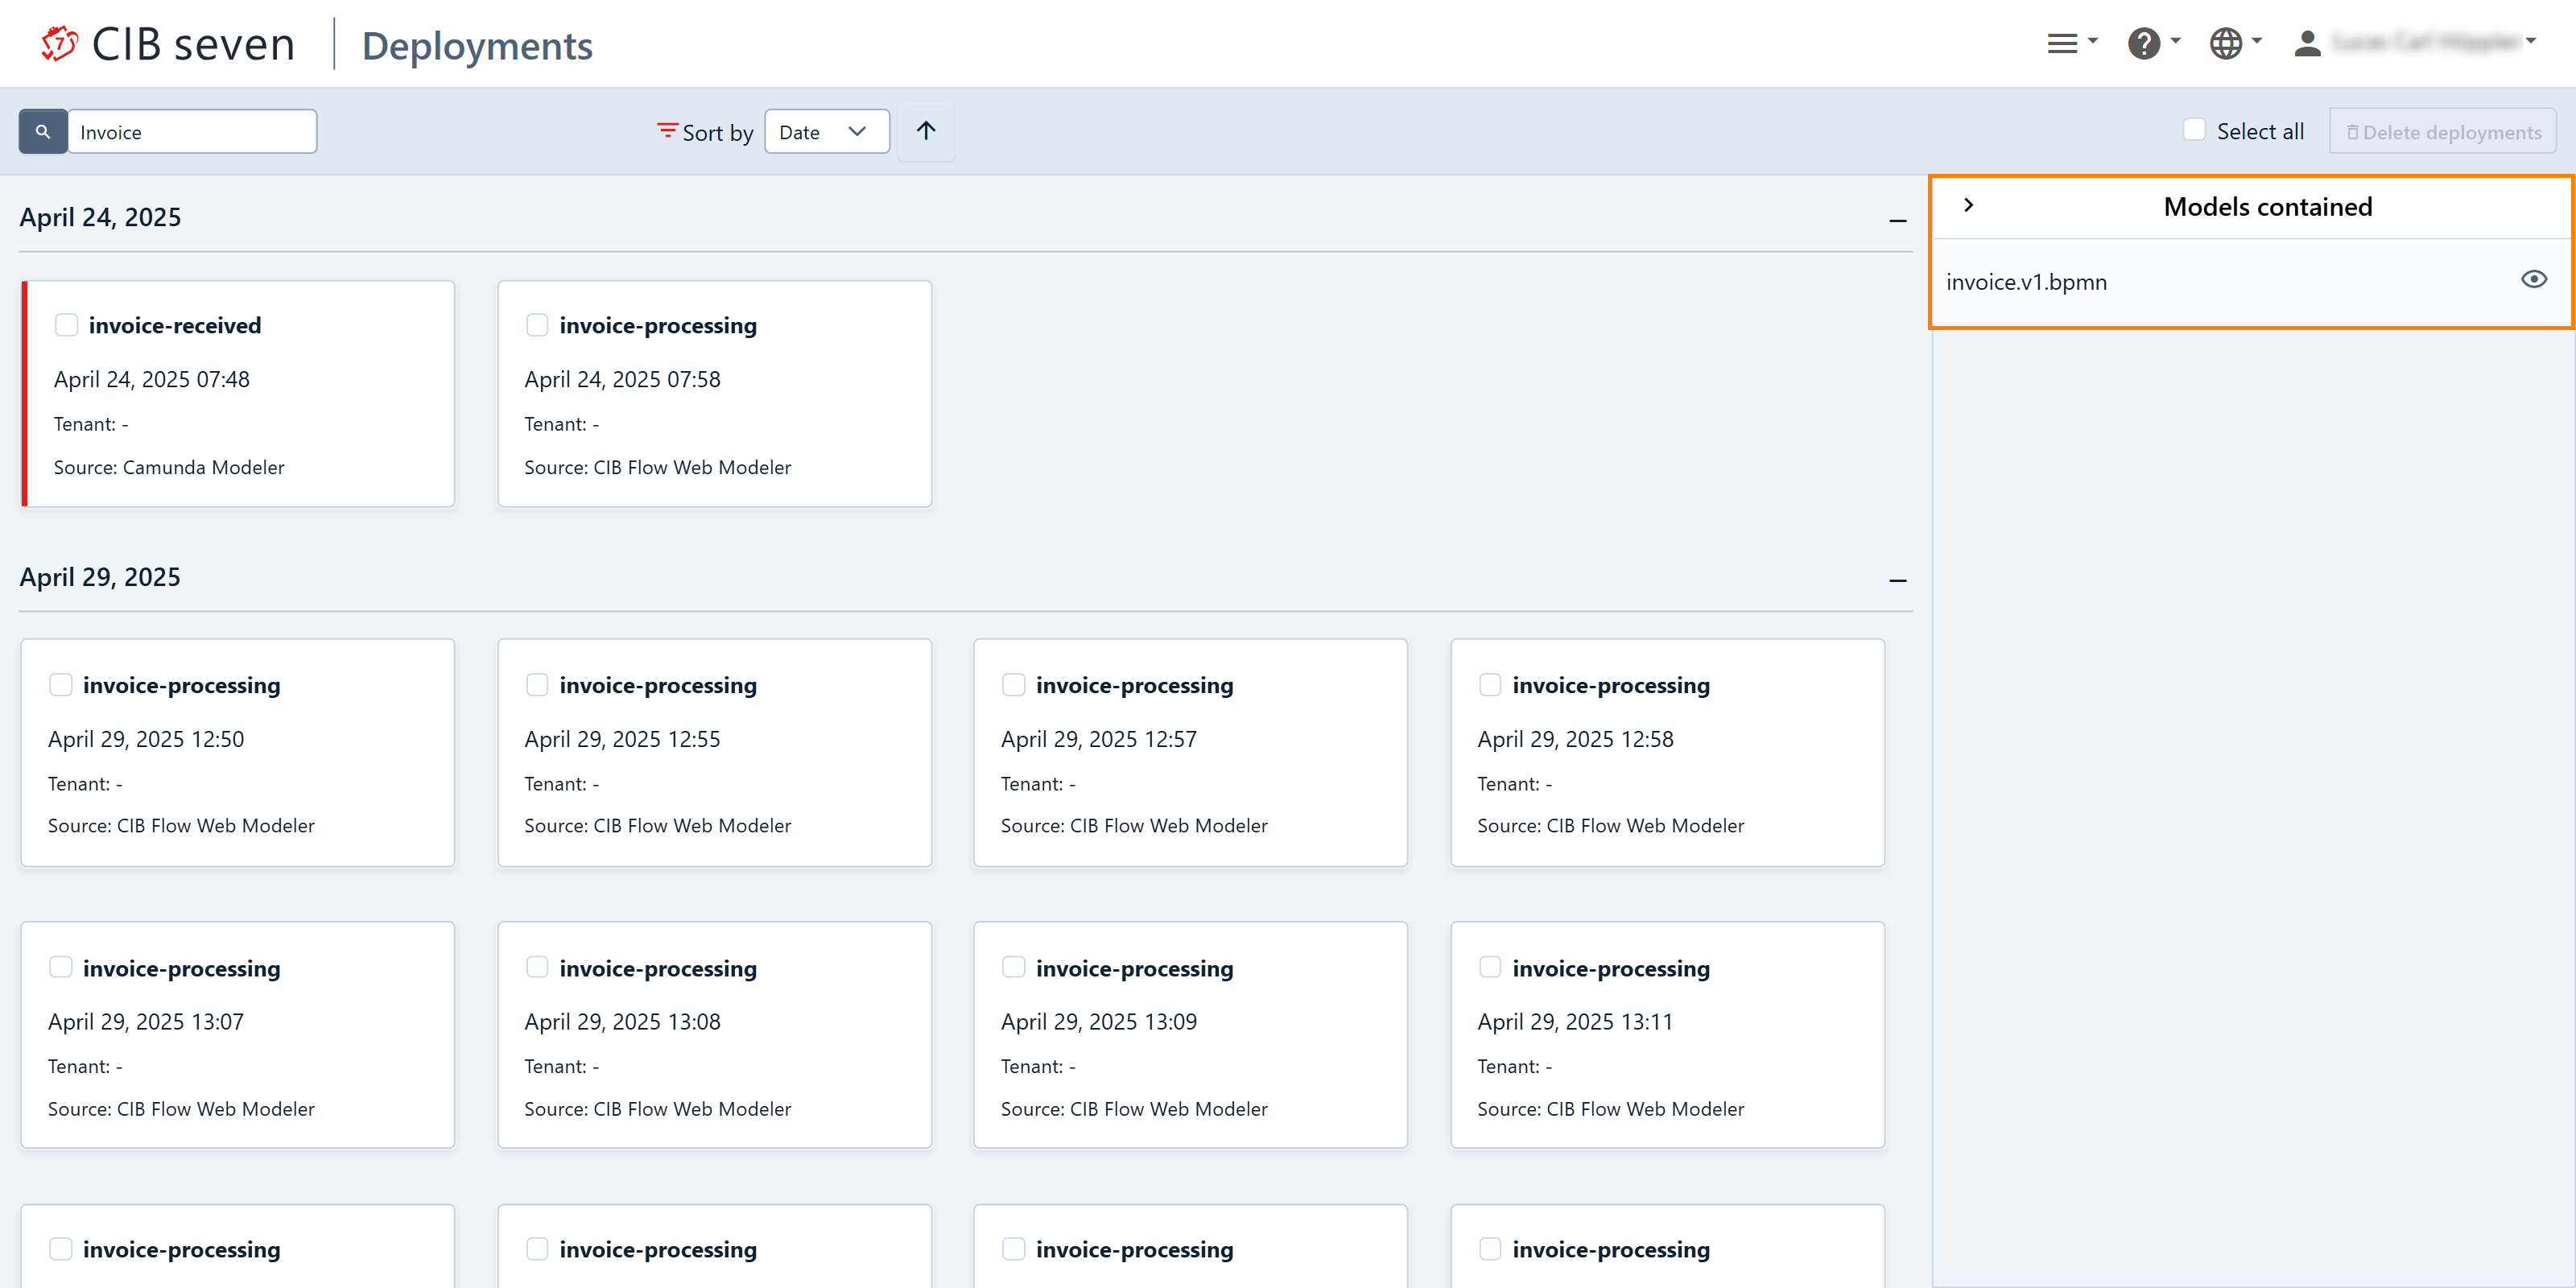 CIB seven
Deployments
Invoice
Sort by
Date
Select all
Delete deployments
April 24, 2025
Models contained
invoice.v1.bpmn
invoice-received
April 24, 2025 07:48
Tenant: -
Source: Camunda Modeler
invoice-processing
April 24, 2025 07:58
Tenant: -
Source: CIB Flow Web Modeler
April 29, 2025
invoice-processing
April 29, 2025 12:50
Tenant: -
Source: CIB Flow Web Modeler
invoice-processing
April 29, 2025 12:55
Tenant: -
Source: CIB Flow Web Modeler
invoice-processing
April 29, 2025 12:57
Tenant: -
Source: CIB Flow Web Modeler
invoice-processing
April 29, 2025 12:58
Tenant: -
Source: CIB Flow Web Modeler
invoice-processing
April 29, 2025 13:07
Tenant: -
Source: CIB Flow Web Modeler
invoice-processing
April 29, 2025 13:08
Tenant: -
Source: CIB Flow Web Modeler
invoice-processing
April 29, 2025 13:09
Tenant: -
Source: CIB Flow Web Modeler
invoice-processing
April 29, 2025 13:11
Tenant: -
Source: CIB Flow Web Modeler
invoice-processing
invoice-processing
invoice-processing
invoice-processing